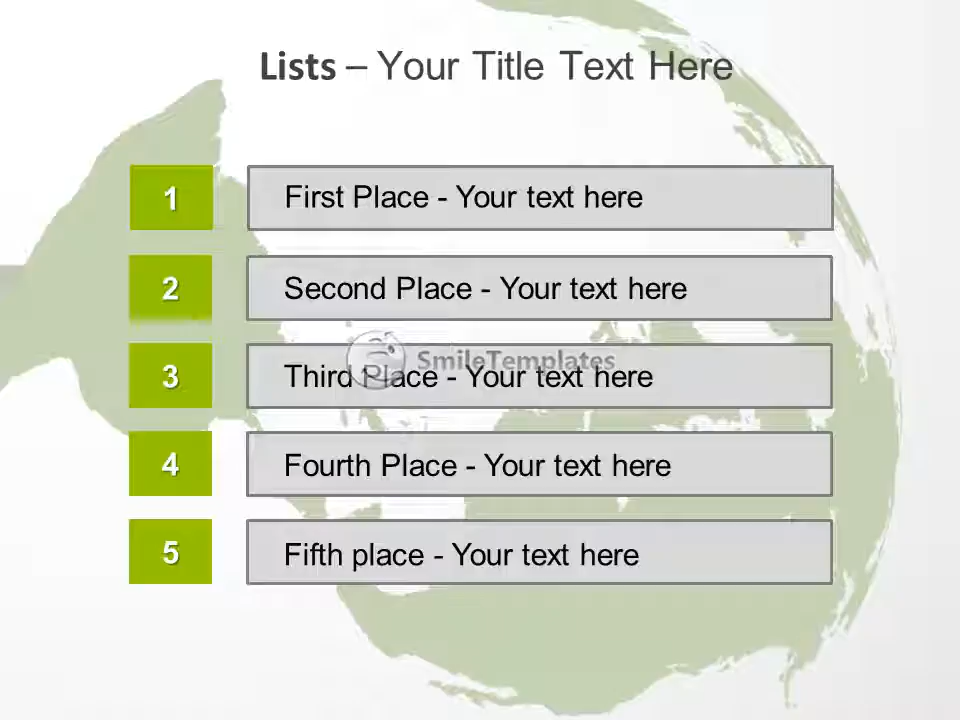 Lists – Your Title Text Here
1 First Place - Your text here
2 Second Place - Your text here
SmileTemplates
3 Third Place - Your text here
4 Fourth Place - Your text here
5 Fifth place - Your text here